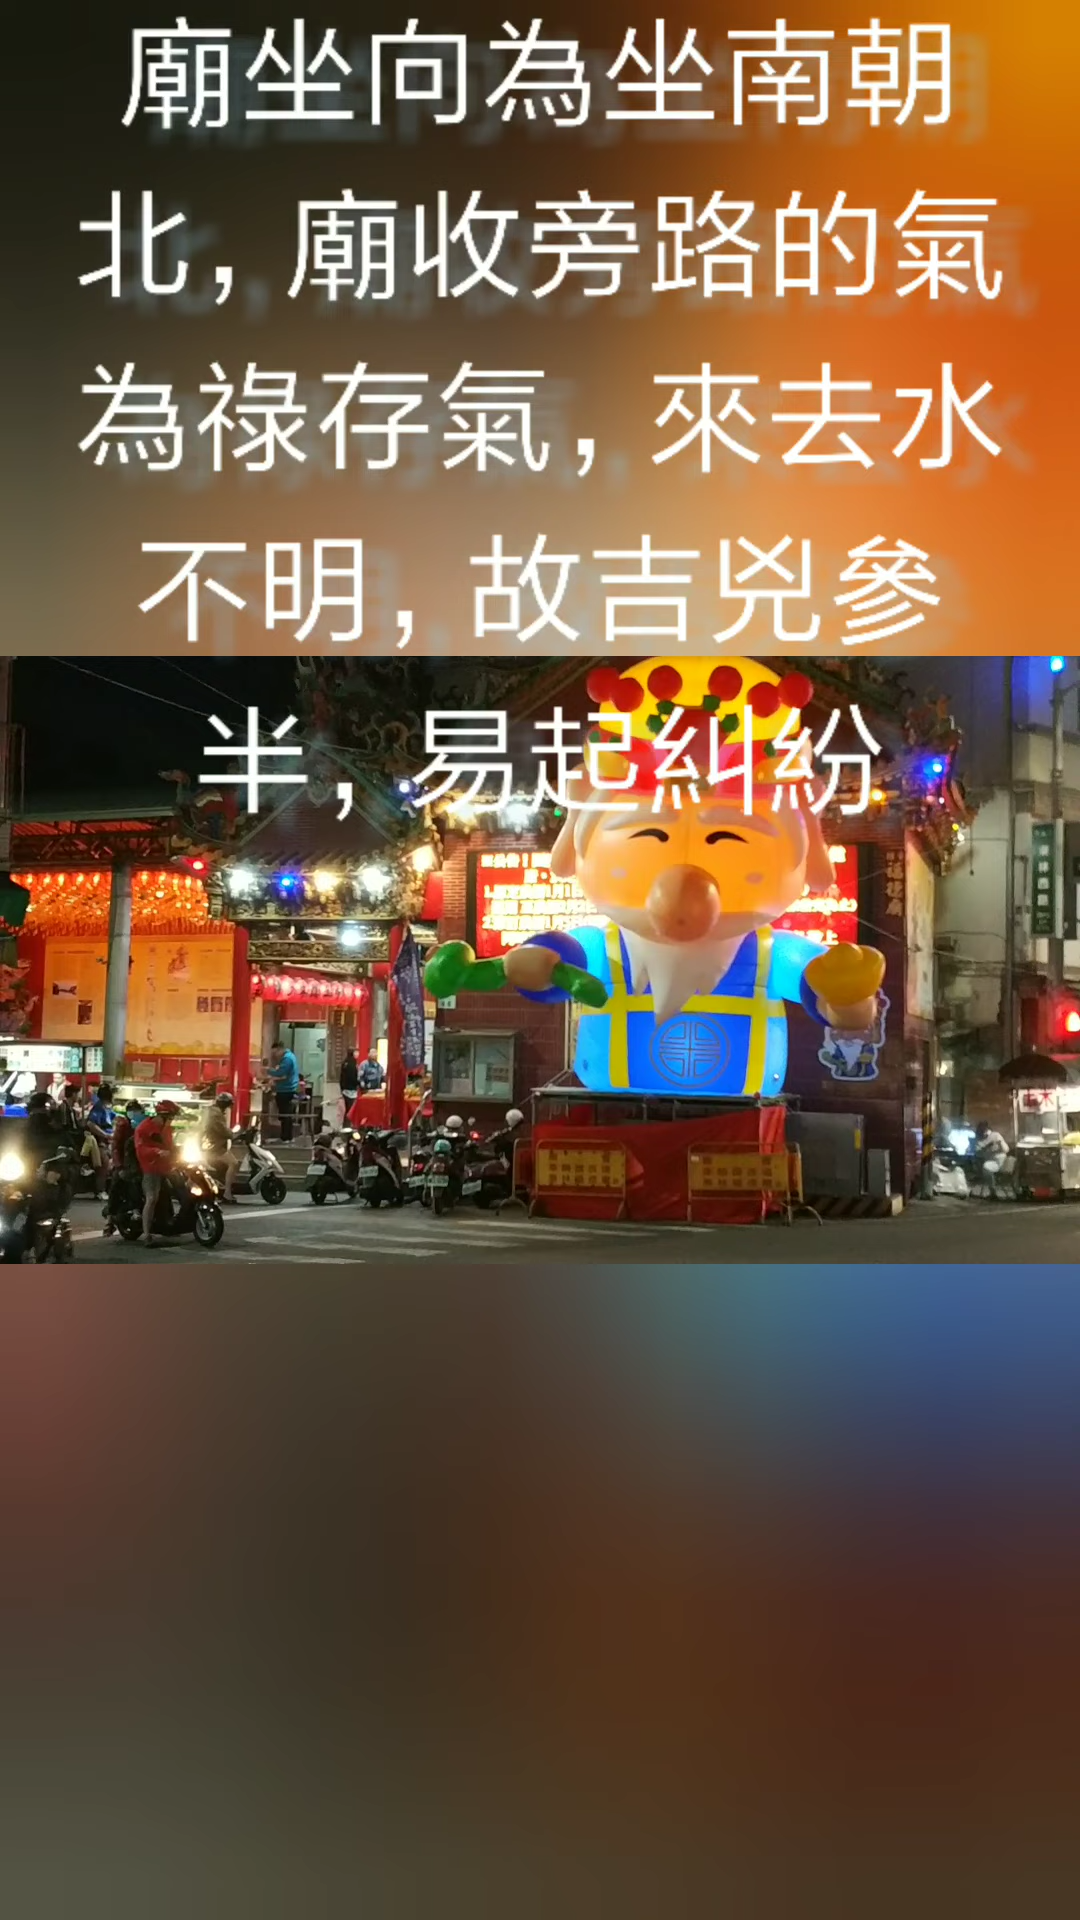 廟坐向為坐南朝
北，廟收旁路的氣
為祿存氣，來去水
不明，故吉兇參
半，易起糾紛